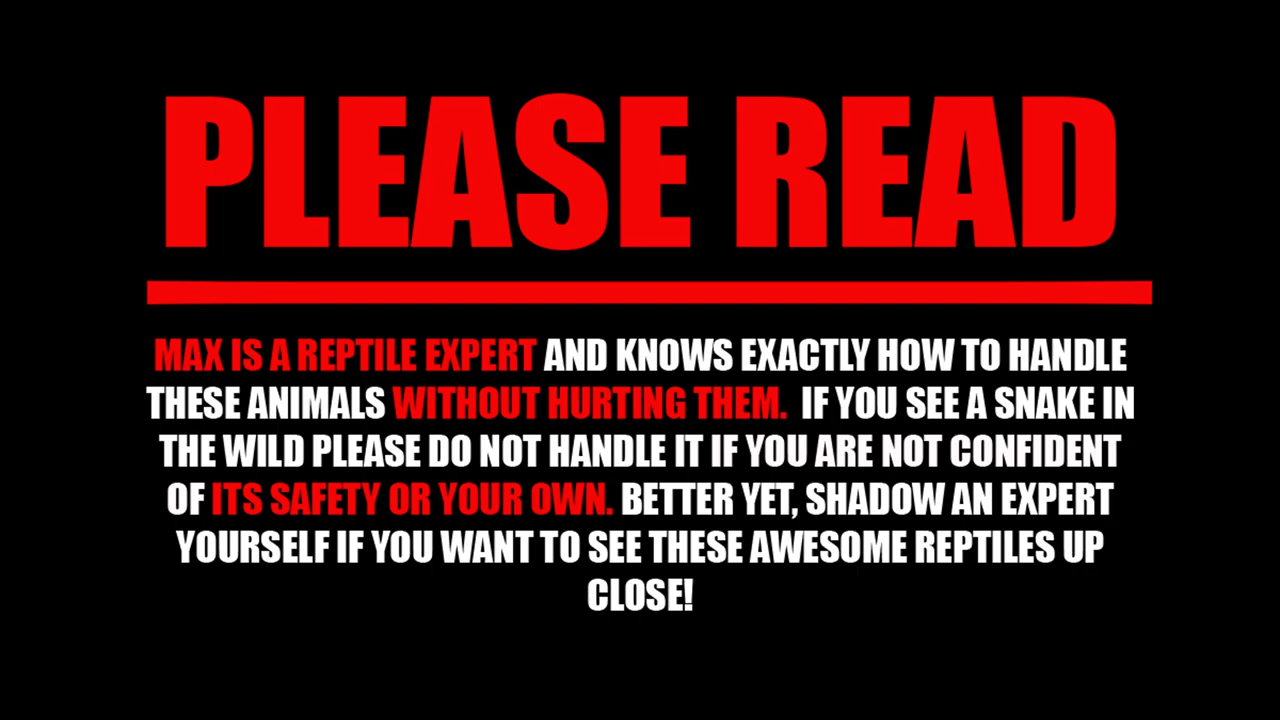 PLEASE READ
MAX IS A REPTILE EXPERT AND KNOWS EXACTLY HOW TO HANDLE
THESE ANIMALS WITHOUT HURTING THEM. IF YOU SEE A SNAKE IN
THE WILD PLEASE DO NOT HANDLE IT IF YOU ARE NOT CONFIDENT
OF ITS SAFETY OR YOUR OWN. BETTER YET, SHADOW AN EXPERT
YOURSELF IF YOU WANT TO SEE THESE AWESOME REPTILES UP
CLOSE!